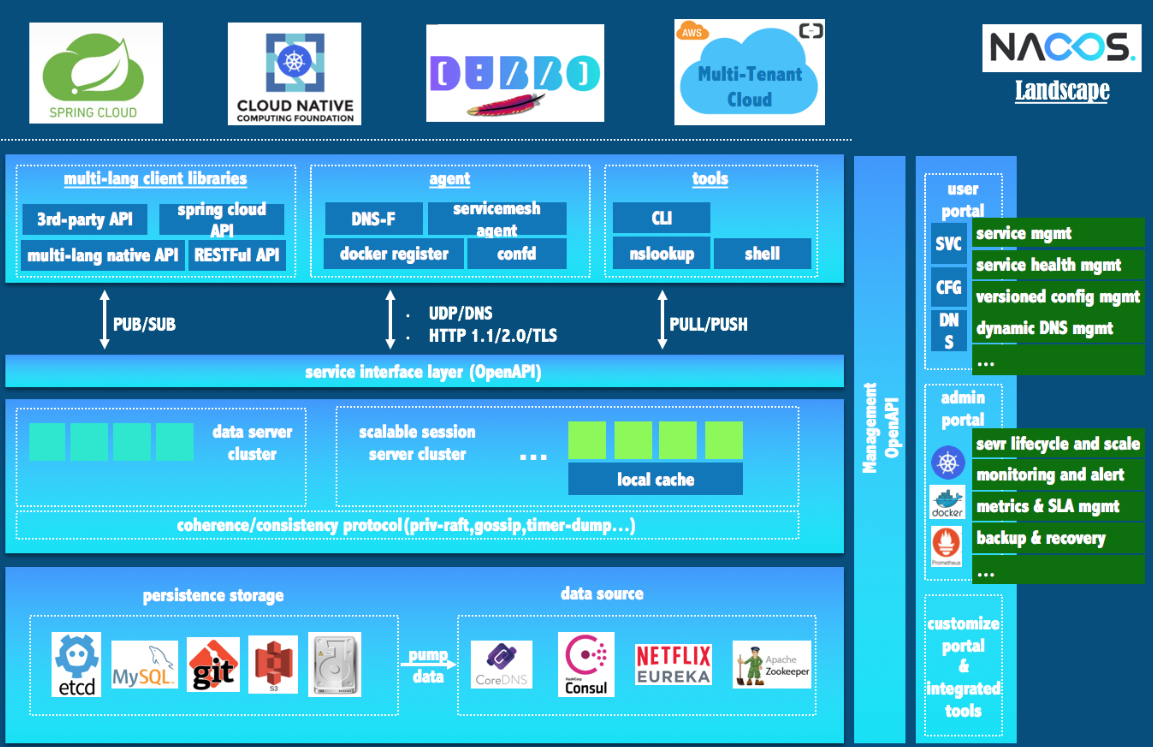 SPRING CLOUD
CLOUD NATIVE
COMPUTING FOUNDATION
DUBBO
AWS
Multi-Tenant
Cloud
NACOS.
Landscape
multi-lang client libraries
3rd-party API
spring cloud
API
multi-lang native API
RESTFul API
agent
DNS-F
servicemesh
agent
docker register
confd
tools
CLI
nslookup
shell
PUB/SUB
· UDP/DNS
· HTTP 1.1/2.0/TLS
PULL/PUSH
service interface layer (OpenAPI)
data server
cluster
scalable session
server cluster
...
local cache
coherence/consistency protocol(priv-raft,gossip,timer-dump...)
persistence storage
etcd
MySQL
git
S3
pump
data
data source
CoreDNS
HashiCorp
Consul
NETFLIX
EUREKA
Apache
Zookeeper
Management
OpenAPI
user
portal
SVC
CFG
DN
S
service mgmt
service health mgmt
versioned config mgmt
dynamic DNS mgmt
...
admin
portal
docker
Prometheus
sevr lifecycle and scale
monitoring and alert
metrics & SLA mgmt
backup & recovery
...
customize
portal
&
integrated
tools